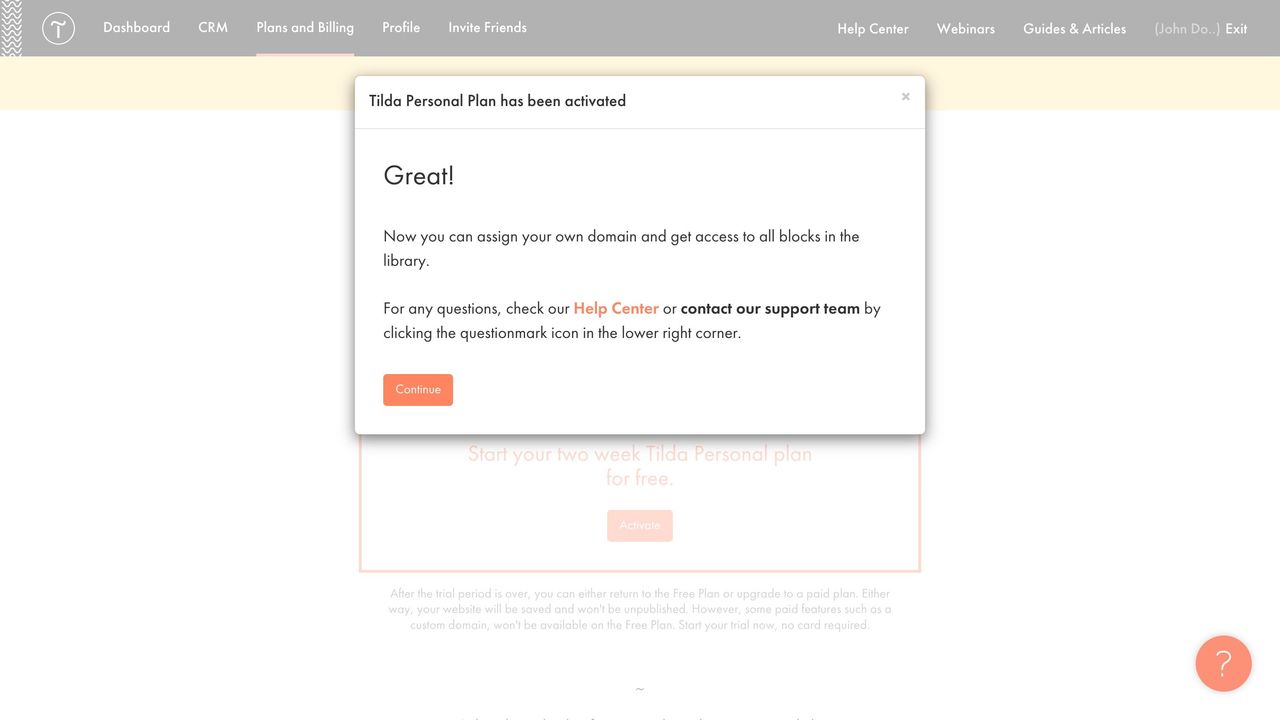 Dashboard CRM Plans and Billing Profile Invite Friends Help Center Webinars Guides & Articles (John Do..) Exit
Tilda Personal Plan has been activated ×
Great!
Now you can assign your own domain and get access to all blocks in the
library.
For any questions, check our Help Center or contact our support team by
clicking the questionmark icon in the lower right corner.
Continue
Start your two week Tilda Personal plan
for free.
Activate
After the trial period is over, you can either return to the Free Plan or upgrade to a paid plan. Either
way, your website will be saved and won't be unpublished. However, some paid features such as a
custom domain, won't be available on the Free Plan. Start your trial now, no card required.
~
?